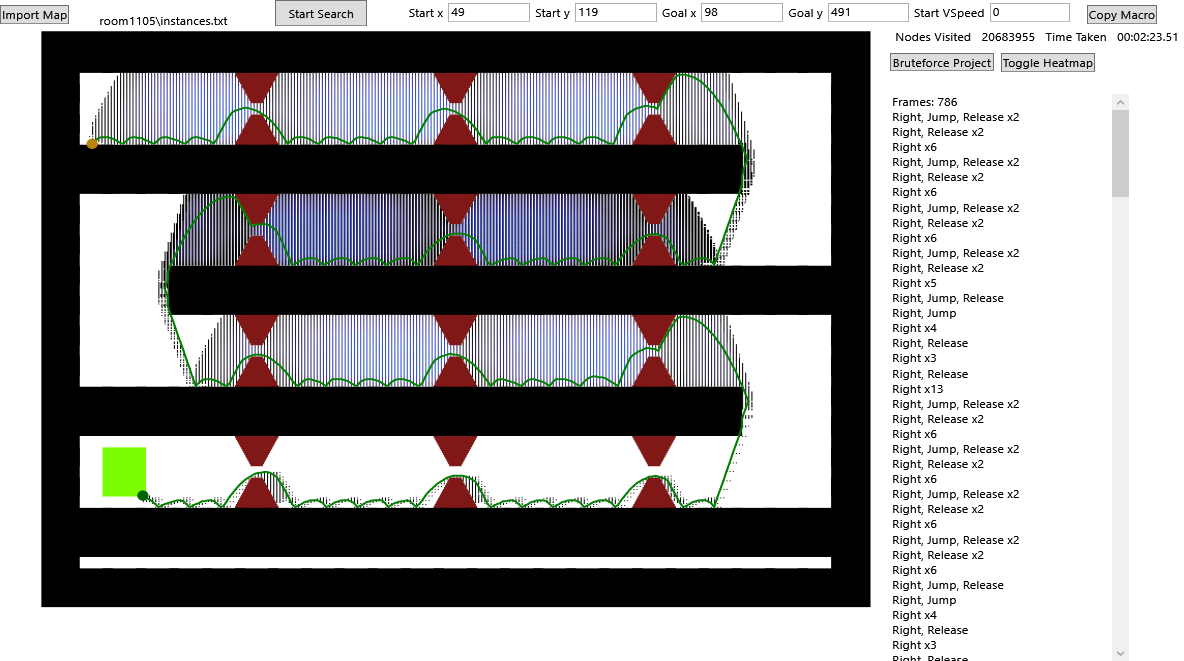 Import Map
room1105\instances.txt
Start Search
Start x 49 Start y 119 Goal x 98 Goal y 491 Start VSpeed 0
Copy Macro
Nodes Visited 20683955 Time Taken 00:02:23.51
Bruteforce Project Toggle Heatmap
Frames: 786
Right, Jump, Release x2
Right, Release x2
Right x6
Right, Jump, Release x2
Right, Release x2
Right x6
Right, Jump, Release x2
Right, Release x2
Right x6
Right, Jump, Release x2
Right, Release x2
Right x5
Right, Jump, Release
Right, Jump
Right x4
Right, Release
Right x3
Right, Release
Right x13
Right, Jump, Release x2
Right, Release x2
Right x6
Right, Jump, Release x2
Right, Release x2
Right x6
Right, Jump, Release x2
Right, Release x2
Right x6
Right, Jump, Release x2
Right, Release x2
Right x6
Right, Jump, Release
Right, Jump
Right x4
Right, Release
Right x3
Right, Release